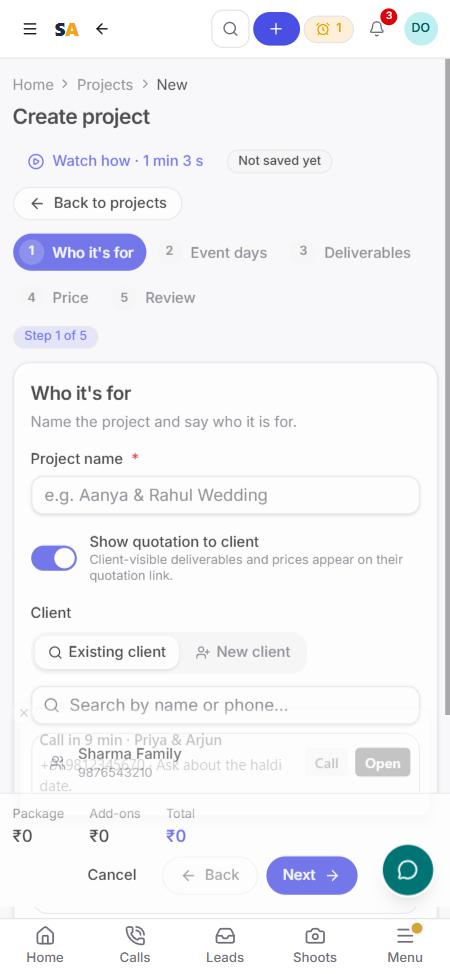 SA
1
3
DO
Home > Projects > New
Create project
Watch how · 1 min 3 s
Not saved yet
Back to projects
1 Who it's for
2 Event days
3 Deliverables
4 Price
5 Review
Step 1 of 5
Who it's for
Name the project and say who it is for.
Project name *
e.g. Aanya & Rahul Wedding
Show quotation to client
Client-visible deliverables and prices appear on their
quotation link.
Client
Existing client
New client
Search by name or phone...
Call in 9 min · Priya & Arjun
Sharma Family
9876543210
Ask about the haldi
date.
Call
Open
Package
Add-ons
Total
₹0
₹0
₹0
Cancel
Back
Next
Home
Calls
Leads
Shoots
Menu